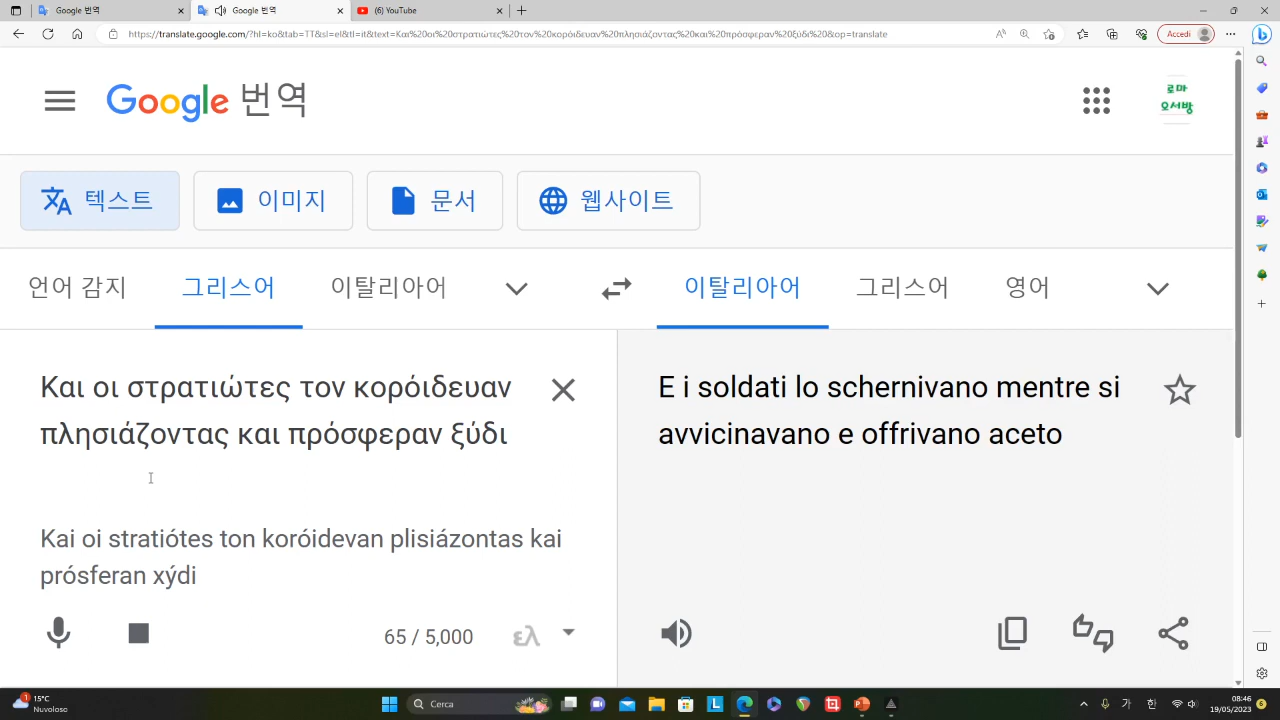 Google 번역
Google 번역
(6) YouTube
https://translate.google.com/?hl=ko&tab=TT&sl=el&tl=it&text=Και%20οι%20στρατιώτες%20τον%20κορόιδευαν%20πλησιάζοντας%20και%20πρόσφεραν%20ξύδι%20&op=translate
Accedi
Google 번역
로마
오서방
텍스트 이미지 문서 웹사이트
언어 감지 그리스어 이탈리아어
이탈리아어 그리스어 영어
Και οι στρατιώτες τον κορόιδευαν
πλησιάζοντας και πρόσφεραν ξύδι
Kai oi stratiótes ton koróidevan plisiázontas kai
prósferan xýdi
65 / 5,000
ελ
E i soldati lo schernivano mentre si
avvicinavano e offrivano aceto
1
15°C
Nuvoloso
Cerca
가
한
08:46
19/05/2023
6